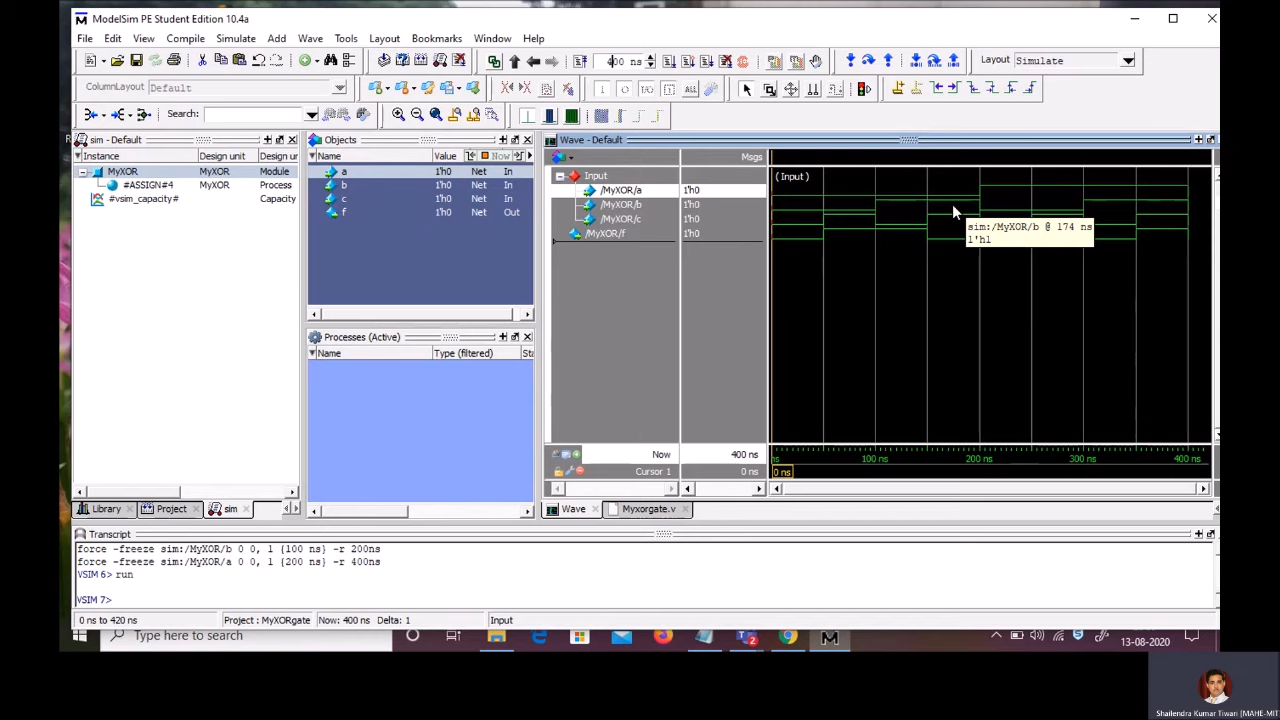 ModelSim PE Student Edition 10.4a
File Edit View Compile Simulate Add Wave Tools Layout Bookmarks Window Help
400 ns
Layout Simulate
ColumnLayout Default
ALL
Search:
sim - Default
Instance Design unit Design ur
MyXOR MyXOR Module
#ASSIGN#4 MyXOR Process
#vsim_capacity# Capacity
Objects
Now
Name Value
a 1'h0 Net In
b 1'h0 Net In
c 1'h0 Net In
f 1'h0 Net Out
Processes (Active)
Name Type (filtered) Sta
Wave - Default
Msgs
Input (Input)
/MyXOR/a 1'h0
/MyXOR/b 1'h0
/MyXOR/c 1'h0
/MyXOR/f 1'h0
sim:/MyXOR/b @ 174 ns
1'h1
Now 400 ns
ns 100 ns 200 ns 300 ns 400 ns
Cursor 1 0 ns 0 ns
Library Project sim
Wave Myxorgate.v
Transcript
force -freeze sim:/MyXOR/b 0 0, 1 {100 ns} -r 200ns
force -freeze sim:/MyXOR/a 0 0, 1 {200 ns} -r 400ns
VSIM 6> run
VSIM 7>
0 ns to 420 ns Project : MyXORgate Now: 400 ns Delta: 1 Input
Type here to search
2
13-08-2020
Shailendra Kumar Tiwari [MAHE-MIT